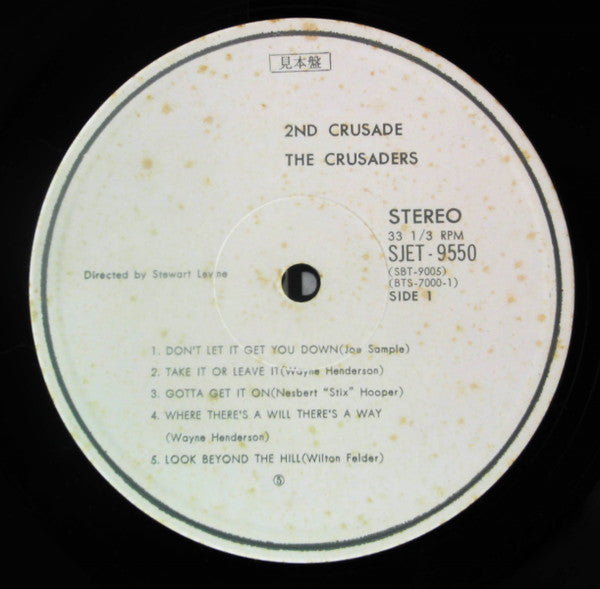 見本盤
2ND CRUSADE
THE CRUSADERS
STEREO
33 1/3 RPM
SJET-9550
(SBT-9005)
(BTS-7000-1)
SIDE 1
Directed by Stewart Levine
1. DON'T LET IT GET YOU DOWN(Joe Sample)
2. TAKE IT OR LEAVE IT(Wayne Henderson)
3. GOTTA GET IT ON(Nesbert "Stix" Hooper)
4. WHERE THERE'S A WILL THERE'S A WAY
(Wayne Henderson)
5. LOOK BEYOND THE HILL(Wilton Felder)
⑤